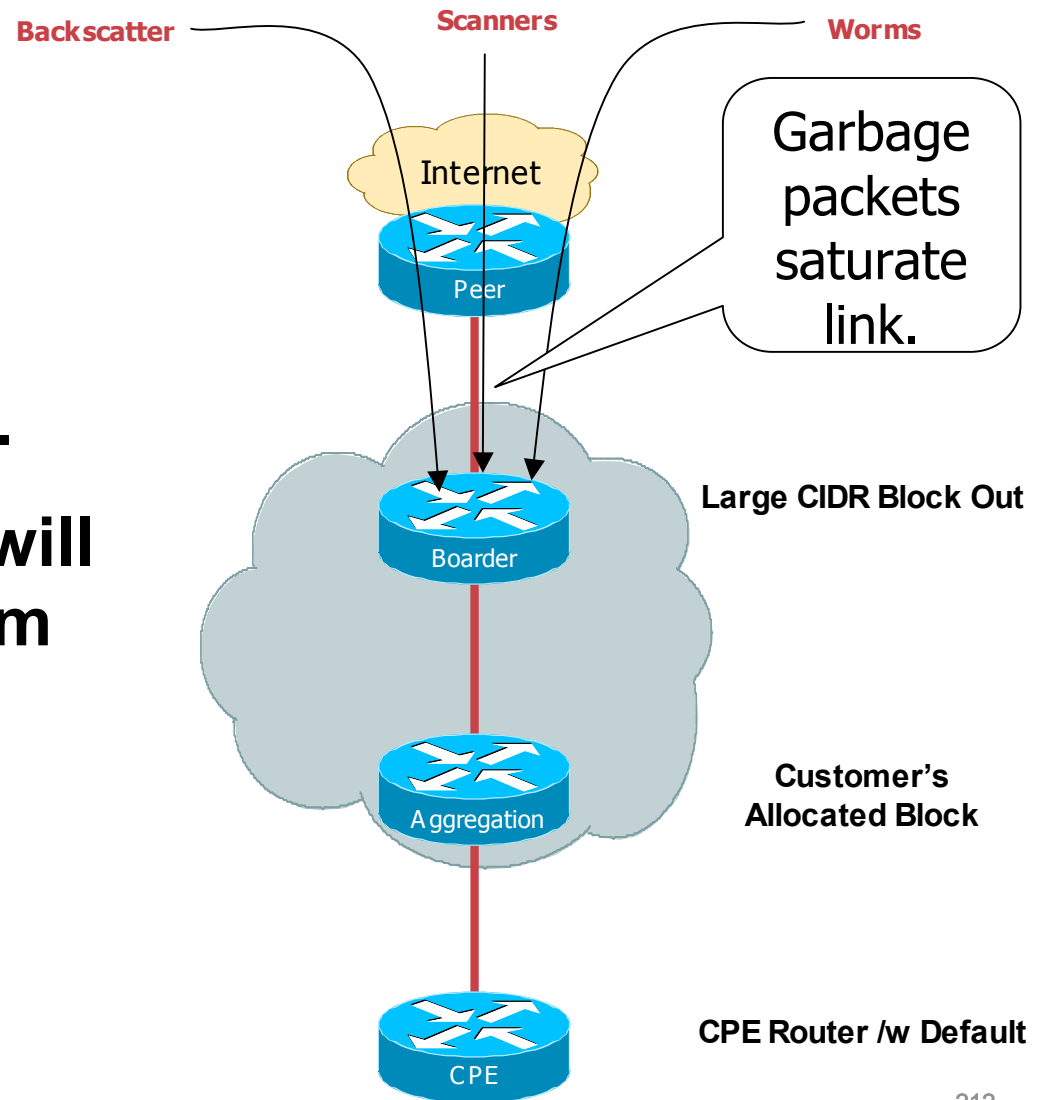 Backscatter
Scanners
Worms
Internet
Garbage
packets
saturate
link.
Peer
will
m
Large CIDR Block Out
Boarder
Customer's
Allocated Block
Aggregation
CPE Router /w Default
CPE